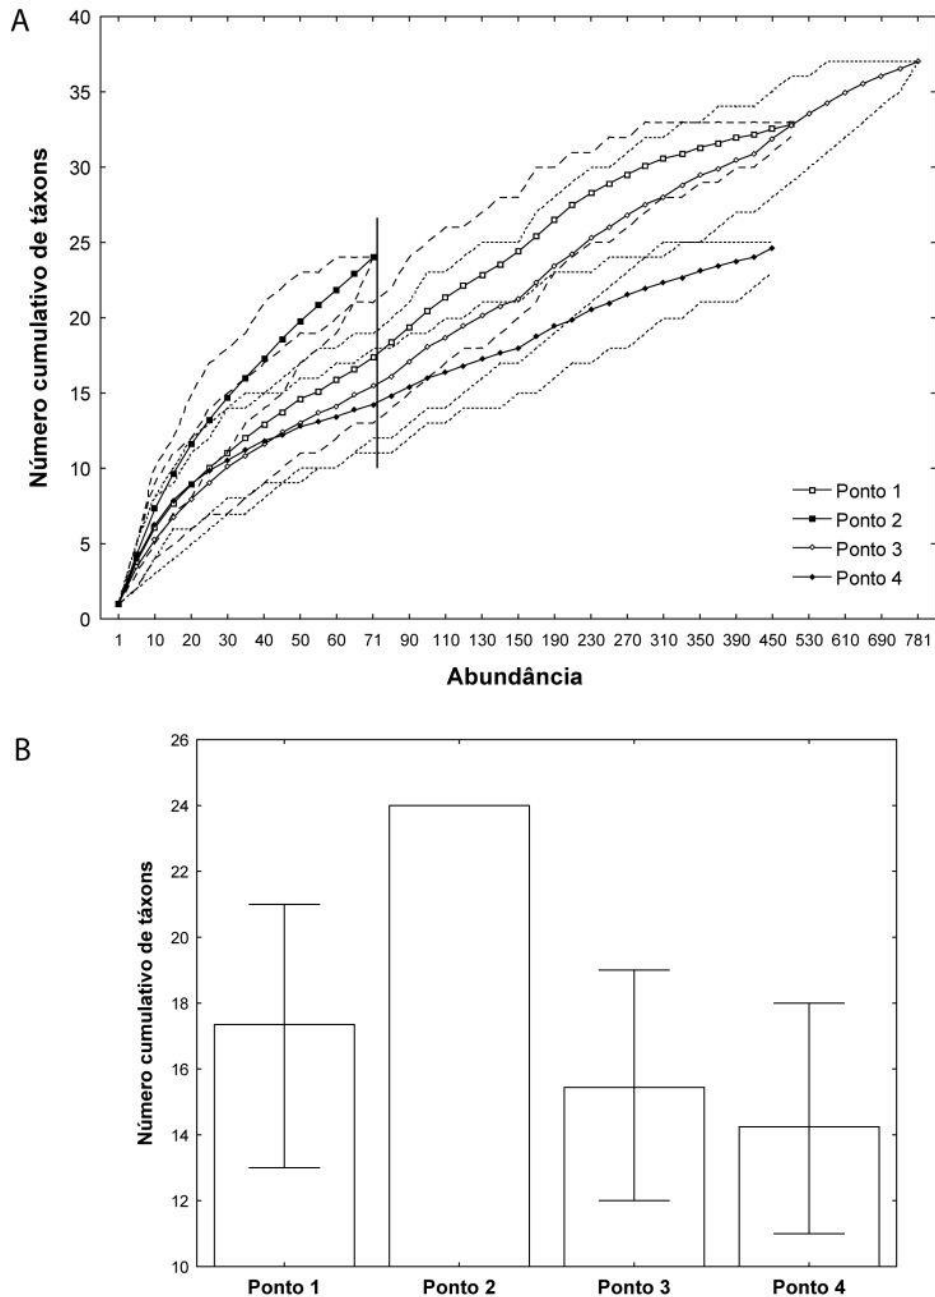 A
Número cumulativo de táxons
40
35
30
25
20
15
10
5
0
1 10 20 30 40 50 60 71 90 110 130 150 190 230 270 310 350 390 450 530 610 690 781
Abundância
Ponto 1
Ponto 2
Ponto 3
Ponto 4
B
Número cumulativo de táxons
26
24
22
20
18
16
14
12
10
Ponto 1 Ponto 2 Ponto 3 Ponto 4